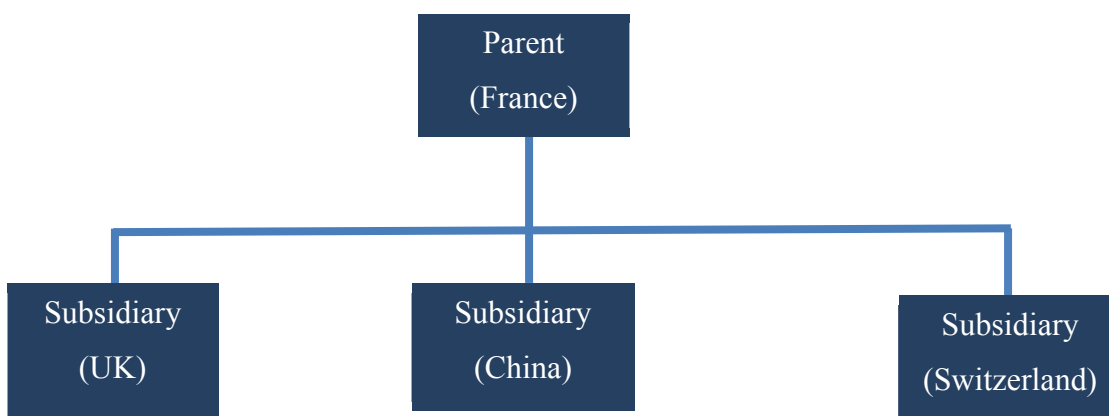 Parent
(France)
Subsidiary
(UK)
Subsidiary
(China)
Subsidiary
(Switzerland)